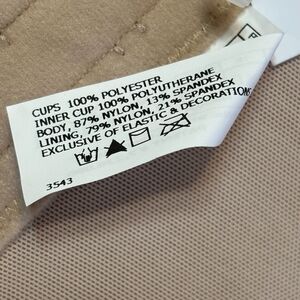 CUPS 100% POLYESTER
INNER CUP 100% POLYUTHERANE
BODY, 87% NYLON, 13% SPANDEX
LINING, 79% NYLON, 21% SPANDEX
EXCLUSIVE OF ELASTIC & DECORATION
3543